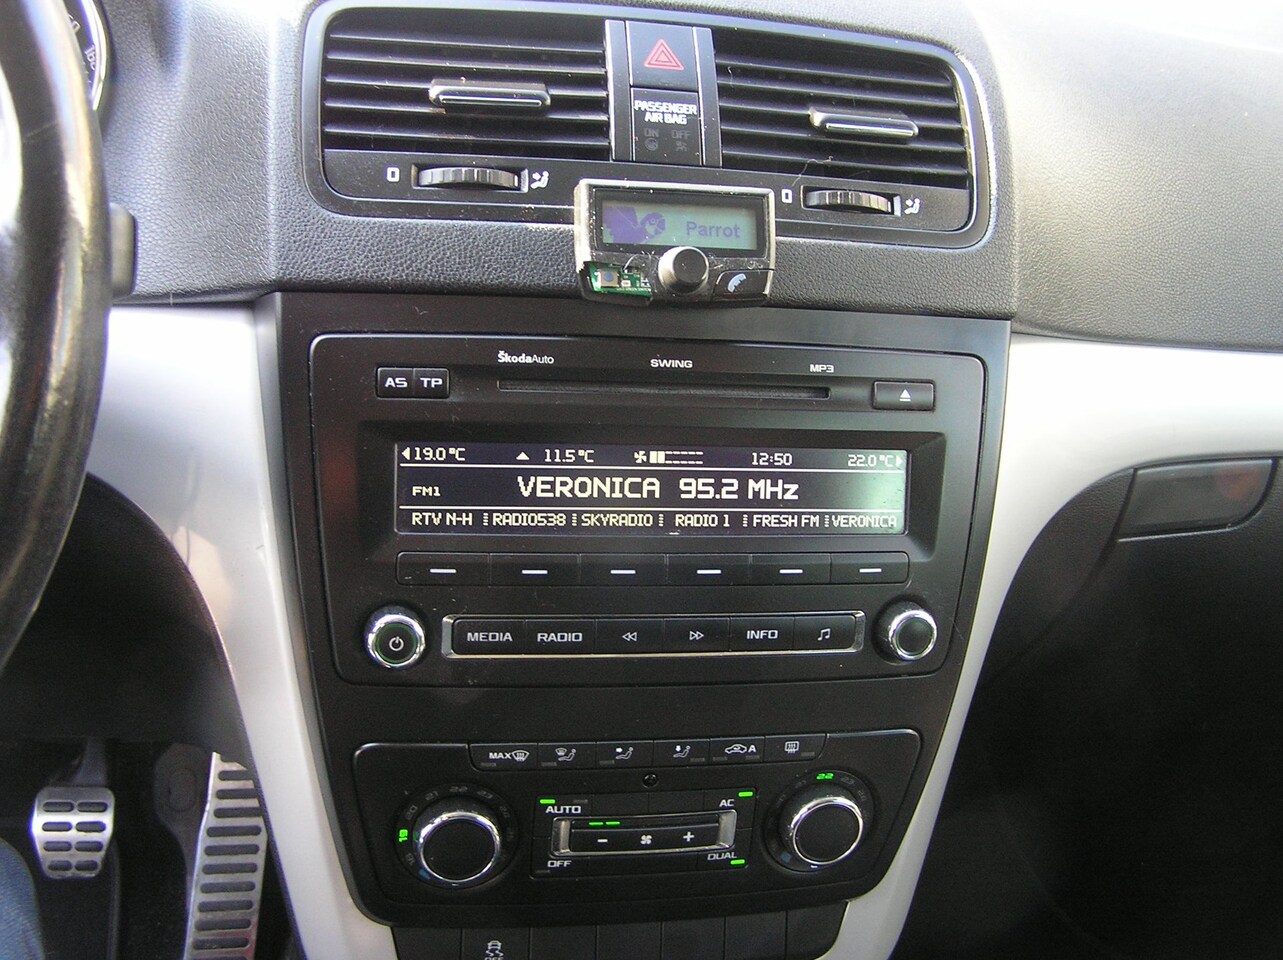 PASSENGER
AIR BAG
ON OFF
0
0
Parrot
ŠkodaAuto SWING MP3
AS TP
19.0°C 11.5°C 12:50 22.0°C
FM1 VERONICA 95.2 MHz
RTV N-H RADIO538 SKYRADIO RADIO 1 FRESH FM VERONICA
MEDIA RADIO INFO
MAX A
AUTO AC
- +
OFF DUAL
19
22
OFF